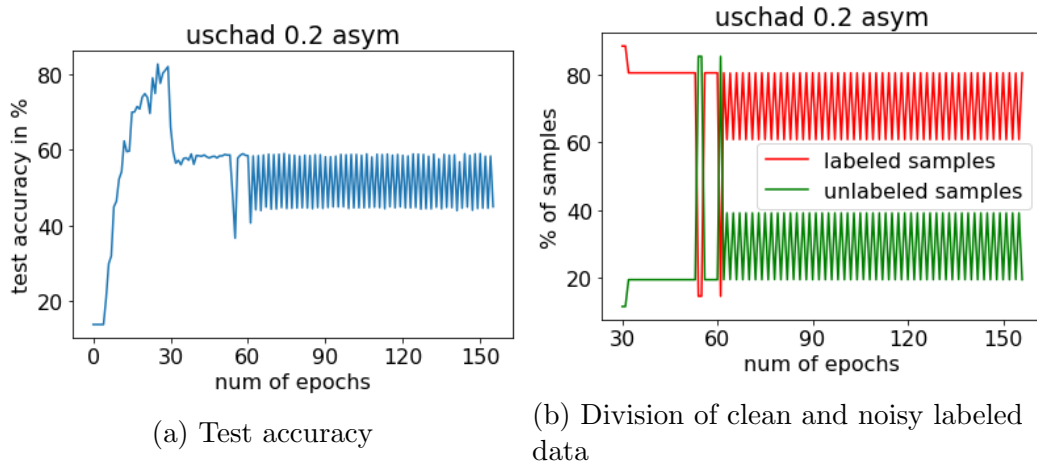 uschad 0.2 asym
test accuracy in %
80
60
40
20
0 30 60 90 120 150
num of epochs
(a) Test accuracy
uschad 0.2 asym
% of samples
80
60
40
20
labeled samples
unlabeled samples
30 60 90 120 150
num of epochs
(b) Division of clean and noisy labeled
data